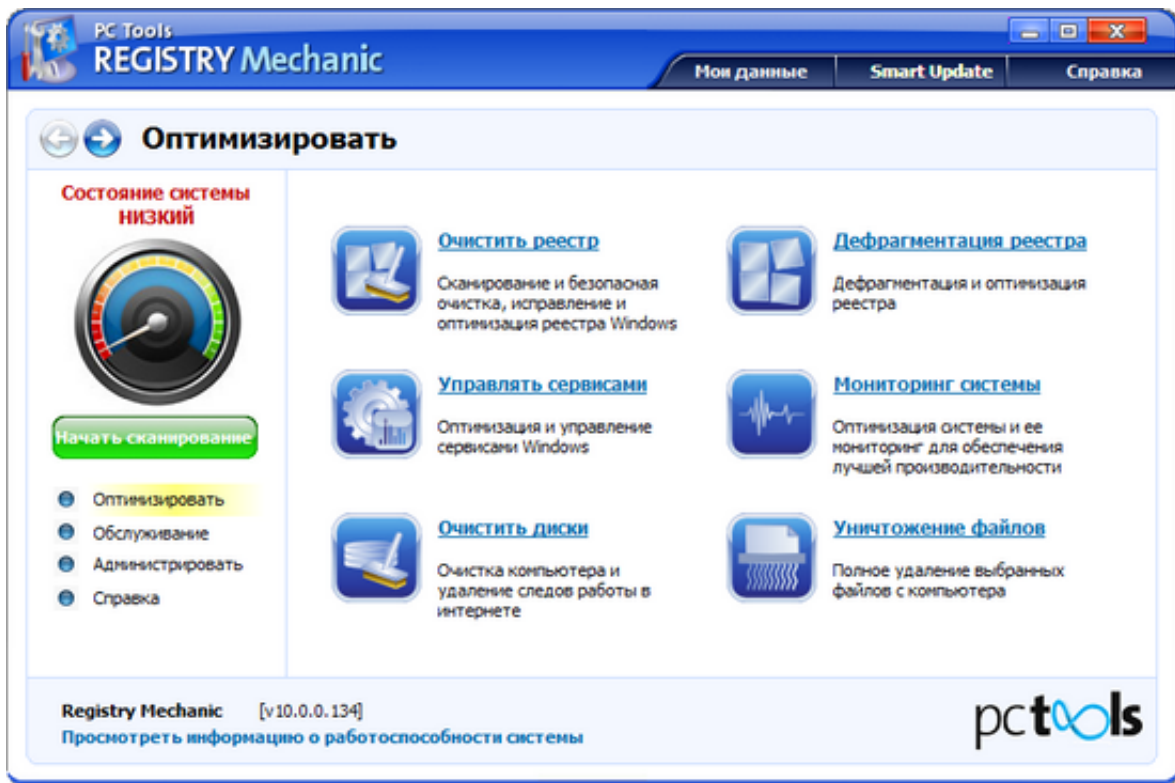 PC Tools
REGISTRY Mechanic
Мои данные Smart Update Справка
Оптимизировать
Состояние системы
НИЗКИЙ
Начать сканирование
Оптимизировать
Обслуживание
Администрировать
Справка
Очистить реестр
Сканирование и безопасная
очистка, исправление и
оптимизация реестра Windows
Дефрагментация реестра
Дефрагментация и оптимизация
реестра
Управлять сервисами
Оптимизация и управление
сервисами Windows
Мониторинг системы
Оптимизация системы и ее
мониторинг для обеспечения
лучшей производительности
Очистить диски
Очистка компьютера и
удаление следов работы в
интернете
Уничтожение файлов
Полное удаление выбранных
файлов с компьютера
Registry Mechanic [v10.0.0.134]
Просмотреть информацию о работоспособности системы
pctools